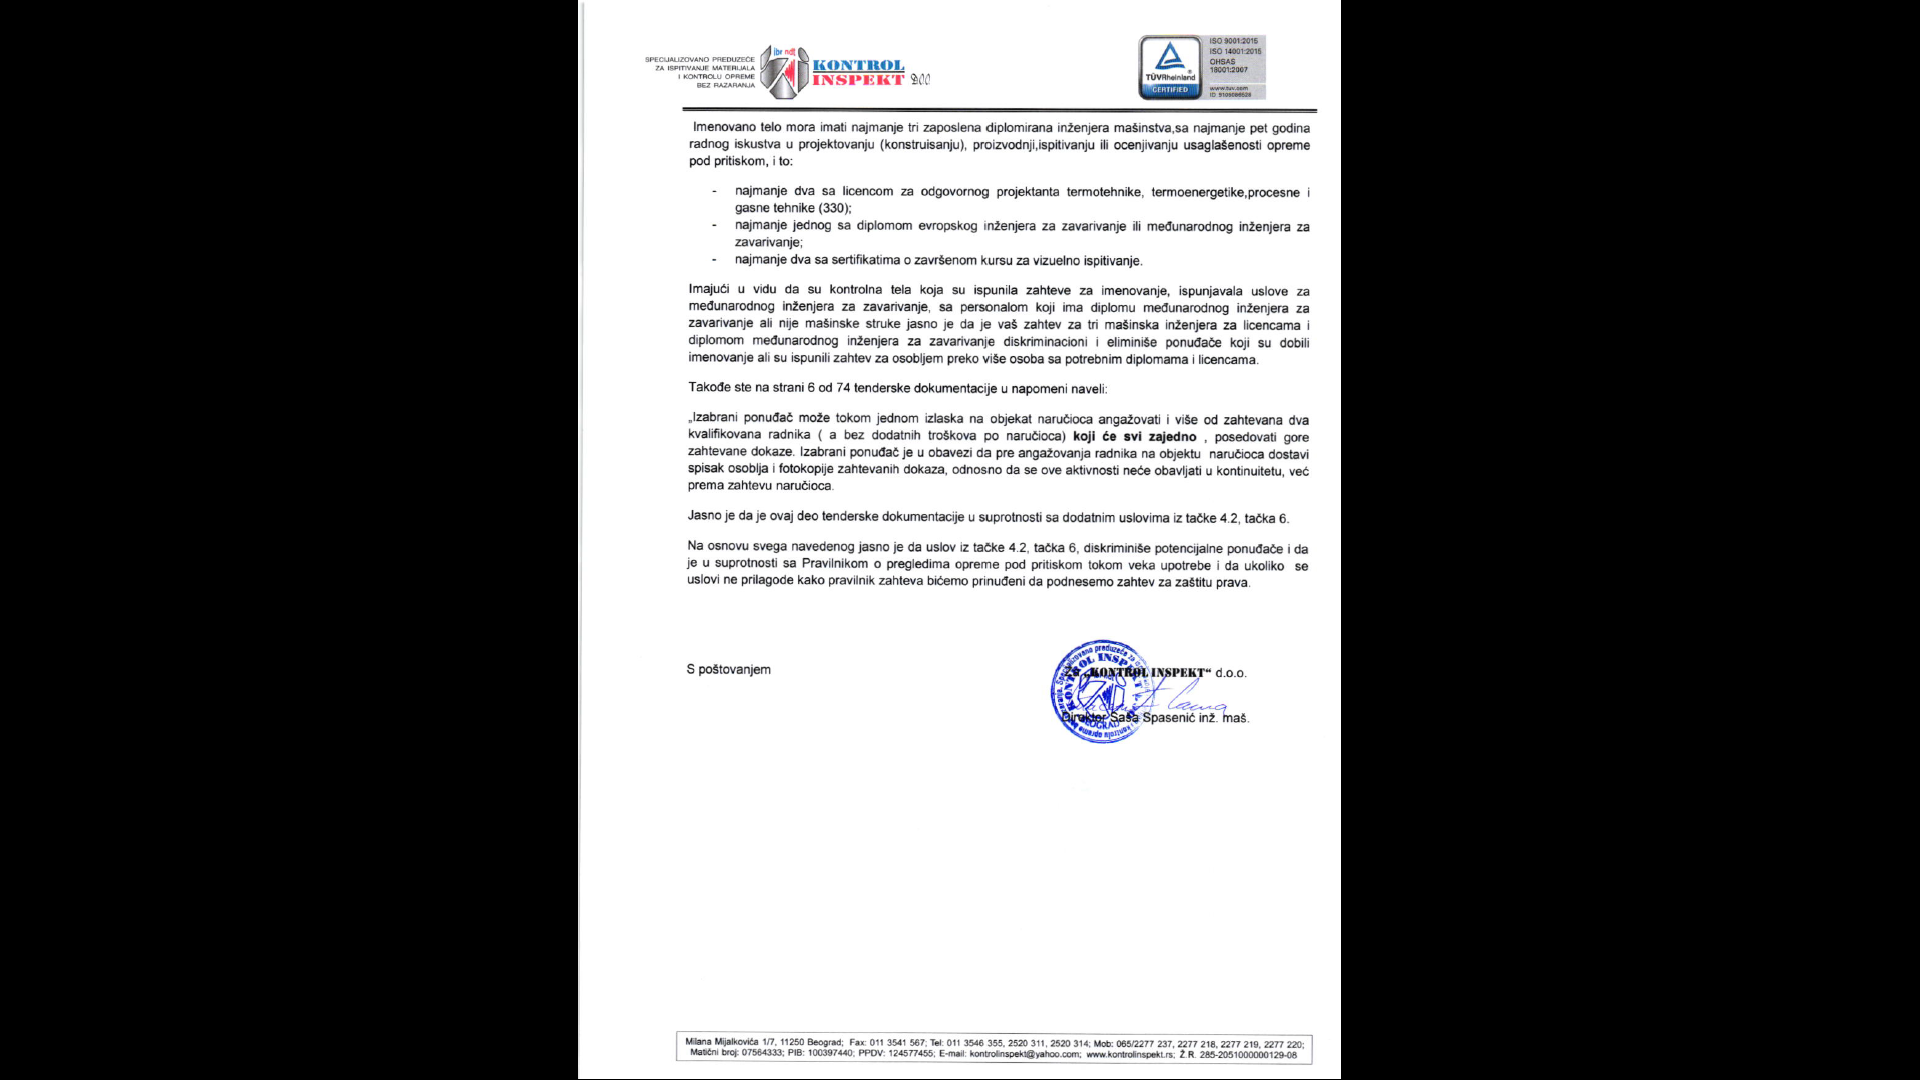 SPECIJALIZOVANO PREDUZEĆE
ZA ISPITIVANJE MATERIJALA
I KONTROLU OPREME
BEZ RAZARANJA
ibr ndt
KONTROL
INSPEKT DOO
TÜVRheinland
CERTIFIED
ISO 9001:2015
ISO 14001:2015
OHSAS
18001:2007
www.tuv.com
ID 9105086528
Imenovano telo mora imati najmanje tri zaposlena diplomirana inženjera mašinstva,sa najmanje pet godina
radnog iskustva u projektovanju (konstruisanju), proizvodnji,ispitivanju ili ocenjivanju usaglašenosti opreme
pod pritiskom, i to:
- najmanje dva sa licencom za odgovornog projektanta termotehnike, termoenergetike,procesne i
gasne tehnike (330);
- najmanje jednog sa diplomom evropskog inženjera za zavarivanje ili međunarodnog inženjera za
zavarivanje;
- najmanje dva sa sertifikatima o završenom kursu za vizuelno ispitivanje.
Imajući u vidu da su kontrolna tela koja su ispunila zahteve za imenovanje, ispunjavala uslove za
međunarodnog inženjera za zavarivanje, sa personalom koji ima diplomu međunarodnog inženjera za
zavarivanje ali nije mašinske struke jasno je da je vaš zahtev za tri mašinska inženjera za licencama i
diplomom međunarodnog inženjera za zavarivanje diskriminacioni i eliminiše ponuđače koji su dobili
imenovanje ali su ispunili zahtev za osobljem preko više osoba sa potrebnim diplomama i licencama.
Takođe ste na strani 6 od 74 tenderske dokumentacije u napomeni naveli:
„Izabrani ponuđač može tokom jednom izlaska na objekat naručioca angažovati i više od zahtevana dva
kvalifikovana radnika ( a bez dodatnih troškova po naručioca) koji će svi zajedno , posedovati gore
zahtevane dokaze. Izabrani ponuđač je u obavezi da pre angažovanja radnika na objektu naručioca dostavi
spisak osoblja i fotokopije zahtevanih dokaza, odnosno da se ove aktivnosti neće obavljati u kontinuitetu, već
prema zahtevu naručioca.
Jasno je da je ovaj deo tenderske dokumentacije u suprotnosti sa dodatnim uslovima iz tačke 4.2, tačka 6.
Na osnovu svega navedenog jasno je da uslov iz tačke 4.2, tačka 6, diskriminiše potencijalne ponuđače i da
je u suprotnosti sa Pravilnikom o pregledima opreme pod pritiskom tokom veka upotrebe i da ukoliko se
uslovi ne prilagode kako pravilnik zahteva bićemo prinuđeni da podnesemo zahtev za zaštitu prava.
S poštovanjem
Za „KONTROL INSPEKT“ d.o.o.
Direktor Saša Spasenić inž. maš.
KONTROL INSPEKT
BEOGRAD
Milana Mijalkovića 1/7, 11250 Beograd; Fax: 011 3541 567; Tel: 011 3546 355, 2520 311, 2520 314; Mob: 065/2277 237, 2277 218, 2277 219, 2277 220;
Matični broj: 07564333; PIB: 100397440; PPDV: 124577455; E-mail: kontrolinspekt@yahoo.com; www.kontrolinspekt.rs; Ž.R. 285-2051000000129-08